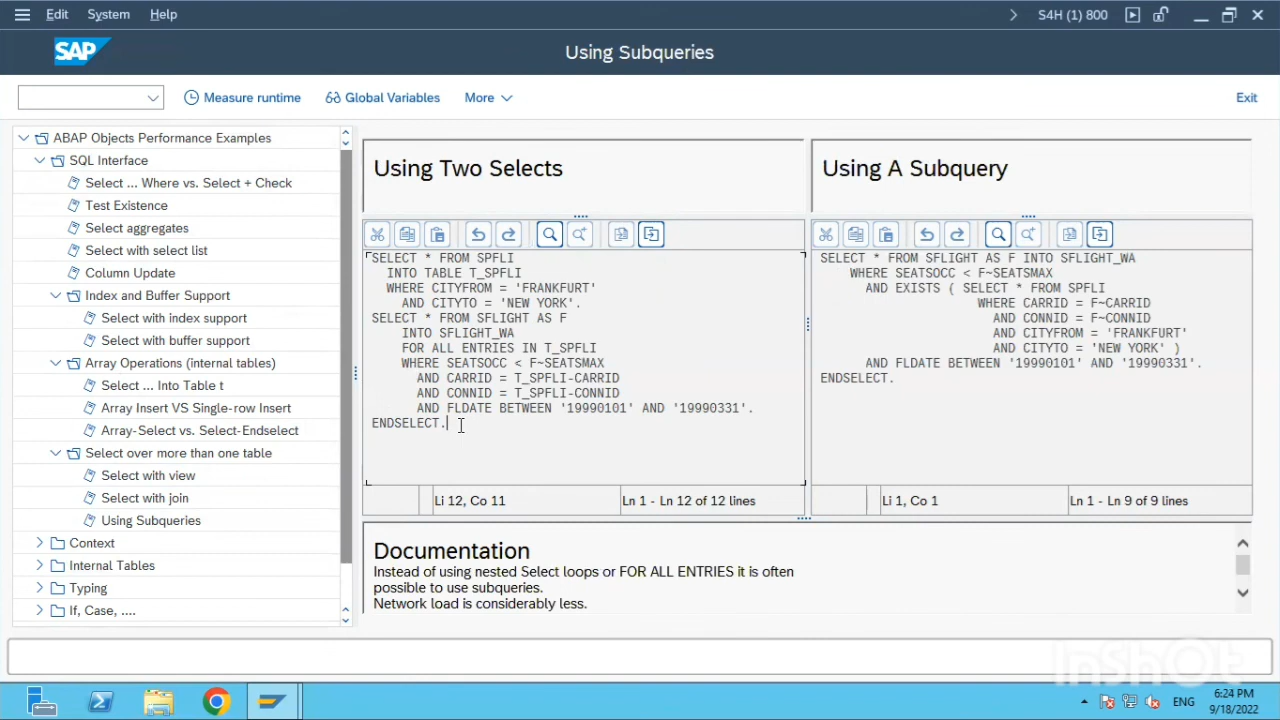 Edit System Help
S4H (1) 800
SAP
Using Subqueries
Measure runtime
Global Variables
More
Exit
ABAP Objects Performance Examples
SQL Interface
Select ... Where vs. Select + Check
Test Existence
Select aggregates
Select with select list
Column Update
Index and Buffer Support
Select with index support
Select with buffer support
Array Operations (internal tables)
Select ... Into Table t
Array Insert VS Single-row Insert
Array-Select vs. Select-Endselect
Select over more than one table
Select with view
Select with join
Using Subqueries
Context
Internal Tables
Typing
If, Case, ....
Using Two Selects
SELECT * FROM SPFLI
INTO TABLE T_SPFLI
WHERE CITYFROM = 'FRANKFURT'
AND CITYTO = 'NEW YORK'.
SELECT * FROM SFLIGHT AS F
INTO SFLIGHT_WA
FOR ALL ENTRIES IN T_SPFLI
WHERE SEATSOCC < F~SEATSMAX
AND CARRID = T_SPFLI-CARRID
AND CONNID = T_SPFLI-CONNID
AND FLDATE BETWEEN '19990101' AND '19990331'.
ENDSELECT.
Li 12, Co 11
Ln 1 - Ln 12 of 12 lines
Using A Subquery
SELECT * FROM SFLIGHT AS F INTO SFLIGHT_WA
WHERE SEATSOCC < F~SEATSMAX
AND EXISTS ( SELECT * FROM SPFLI
WHERE CARRID = F~CARRID
AND CONNID = F~CONNID
AND CITYFROM = 'FRANKFURT'
AND CITYTO = 'NEW YORK' )
AND FLDATE BETWEEN '19990101' AND '19990331'.
ENDSELECT.
Li 1, Co 1
Ln 1 - Ln 9 of 9 lines
Documentation
Instead of using nested Select loops or FOR ALL ENTRIES it is often
possible to use subqueries.
Network load is considerably less.
InShOt
ENG
6:24 PM
9/18/2022